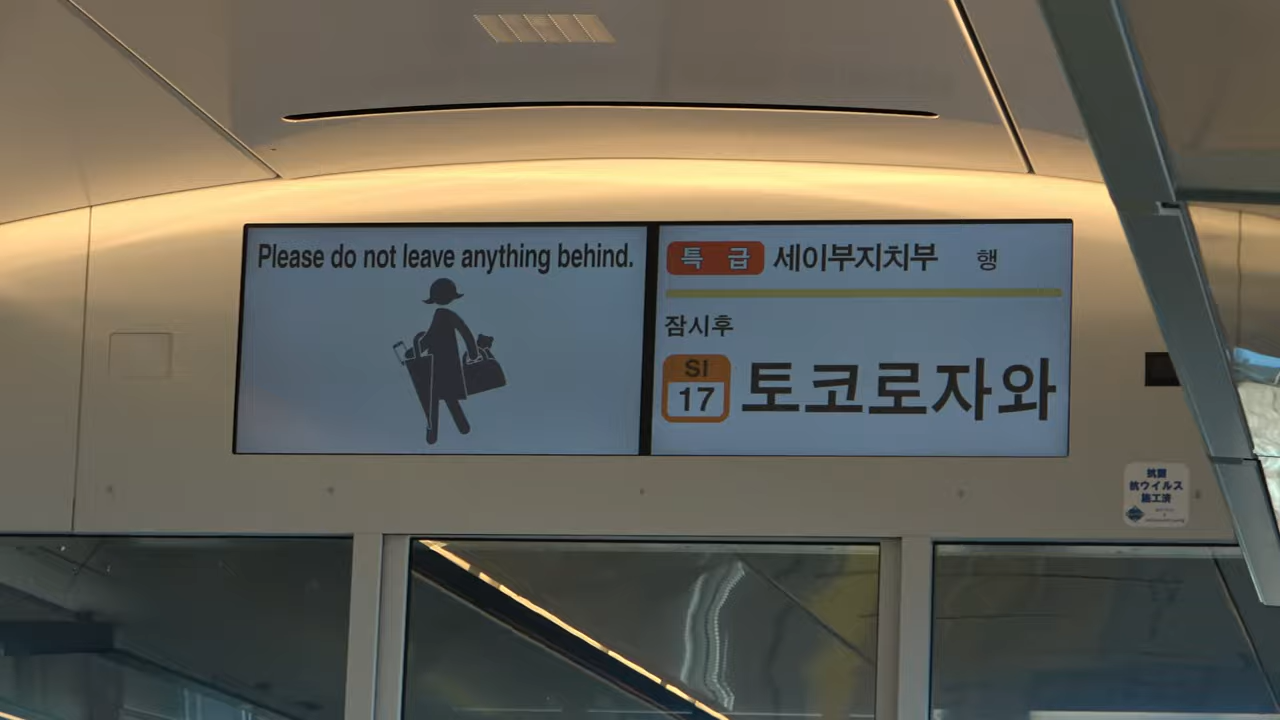 Please do not leave anything behind.
특 급 세이부지치부 행
잠시후
SI
17
토코로자와
抗菌
抗ウイルス
施工済